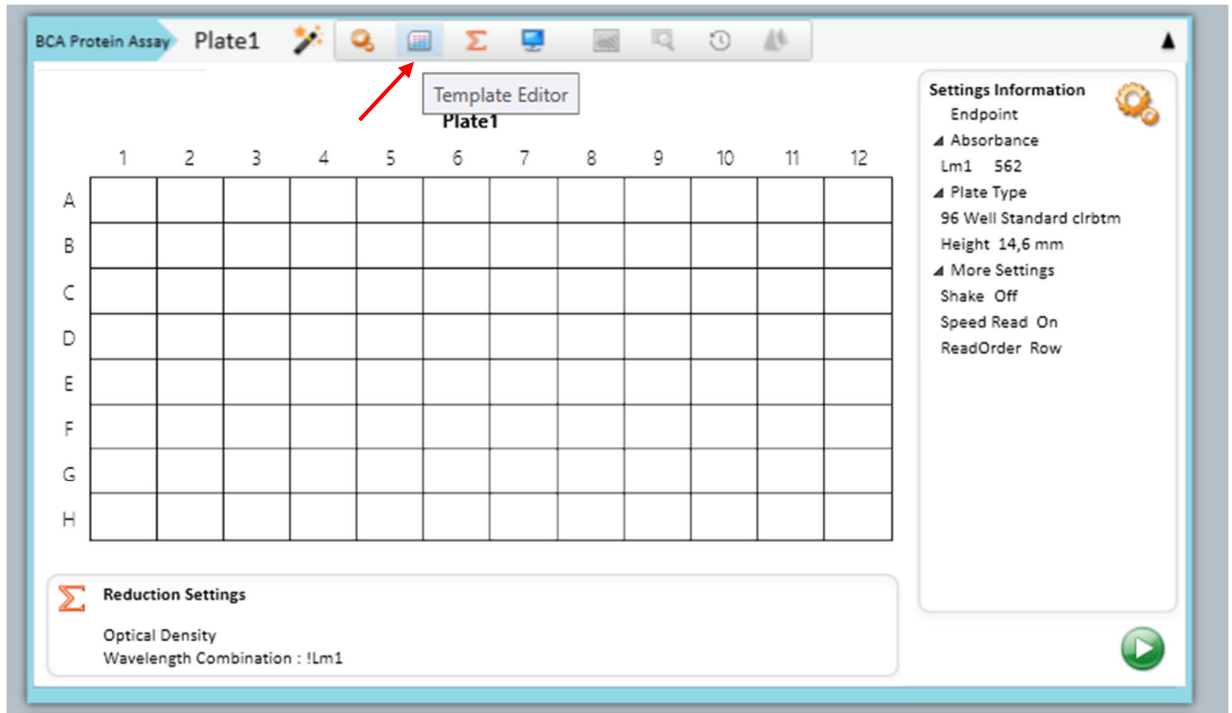 BCA Protein Assay Plate1
Template Editor
Plate1
1 2 3 4 5 6 7 8 9 10 11 12
A
B
C
D
E
F
G
H
Settings Information
Endpoint
Absorbance
Lm1 562
Plate Type
96 Well Standard clrbtm
Height 14,6 mm
More Settings
Shake Off
Speed Read On
ReadOrder Row
Reduction Settings
Optical Density
Wavelength Combination : !Lm1